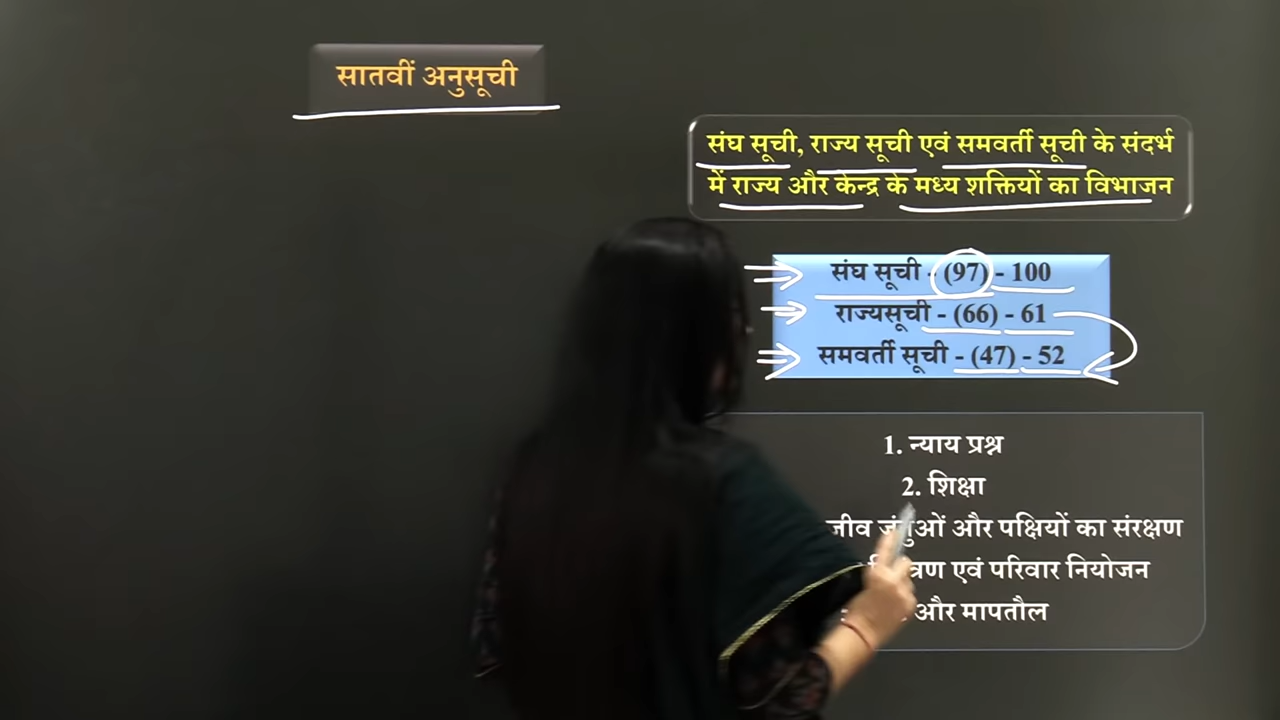 सातवीं अनुसूची
संघ सूची, राज्य सूची एवं समवर्ती सूची के संदर्भ
में राज्य और केन्द्र के मध्य शक्तियों का विभाजन
संघ सूची - (97) - 100
राज्यसूची - (66) - 61
समवर्ती सूची - (47) - 52
1. न्याय प्रश्न
2. शिक्षा
जीव जंतुओं और पक्षियों का संरक्षण
एवं परिवार नियोजन
और मापतौल